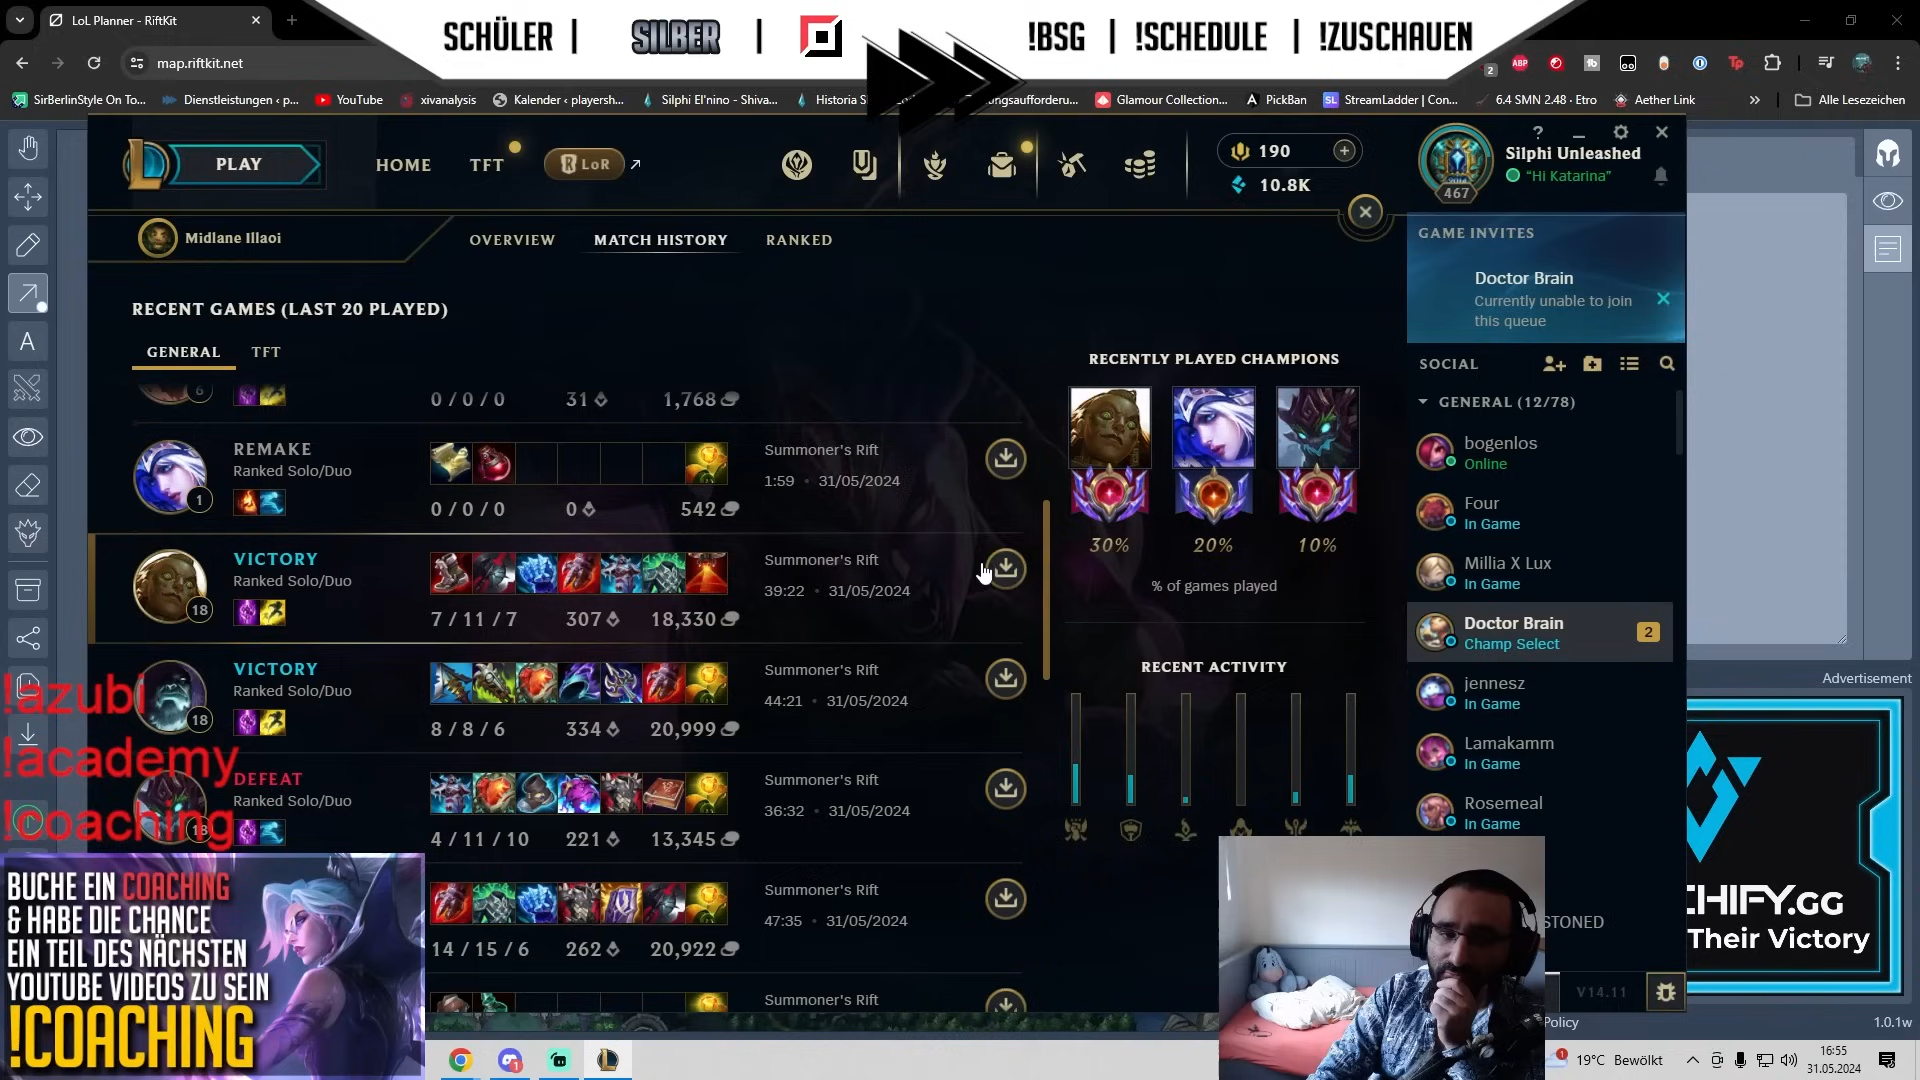 LoL Planner - RiftKit
SCHÜLER | SILBER |
!BSG | !SCHEDULE | !ZUSCHAUEN
map.riftkit.net
2
ABP
SirBerlinStyle On To...
Dienstleistungen ‹ p...
YouTube
xivanalysis
Kalender ‹ playersh...
Silphi El'nino - Shiva...
Historia S
ungsaufforderu...
Glamour Collection...
PickBan
StreamLadder | Con...
6.4 SMN 2.48 · Etro
Aether Link
Alle Lesezeichen
PLAY
HOME
TFT
LoR
190
10.8K
467
Silphi Unleashed
"Hi Katarina"
Midlane Illaoi
OVERVIEW
MATCH HISTORY
RANKED
GAME INVITES
Doctor Brain
Currently unable to join
this queue
RECENT GAMES (LAST 20 PLAYED)
GENERAL
TFT
6
0 / 0 / 0
31
1,768
REMAKE
Ranked Solo/Duo
1
0 / 0 / 0
0
542
Summoner's Rift
1:59 • 31/05/2024
VICTORY
Ranked Solo/Duo
18
7 / 11 / 7
307
18,330
Summoner's Rift
39:22 • 31/05/2024
VICTORY
Ranked Solo/Duo
18
8 / 8 / 6
334
20,999
Summoner's Rift
44:21 • 31/05/2024
DEFEAT
Ranked Solo/Duo
18
4 / 11 / 10
221
13,345
Summoner's Rift
36:32 • 31/05/2024
14 / 15 / 6
262
20,922
Summoner's Rift
47:35 • 31/05/2024
Summoner's Rift
RECENTLY PLAYED CHAMPIONS
30%
20%
10%
% of games played
RECENT ACTIVITY
SOCIAL
GENERAL (12/78)
bogenlos
Online
Four
In Game
Millia X Lux
In Game
Doctor Brain
Champ Select
2
jennesz
In Game
Lamakamm
In Game
Rosemeal
In Game
STONED
V14.11
!azubi
!academy
!coaching
BUCHE EIN COACHING
& HABE DIE CHANCE
EIN TEIL DES NÄCHSTEN
YOUTUBE VIDEOS ZU SEIN
!COACHING
Advertisement
CHIFY.GG
Their Victory
Policy
1.0.1w
1
19°C Bewölkt
16:55
31.05.2024